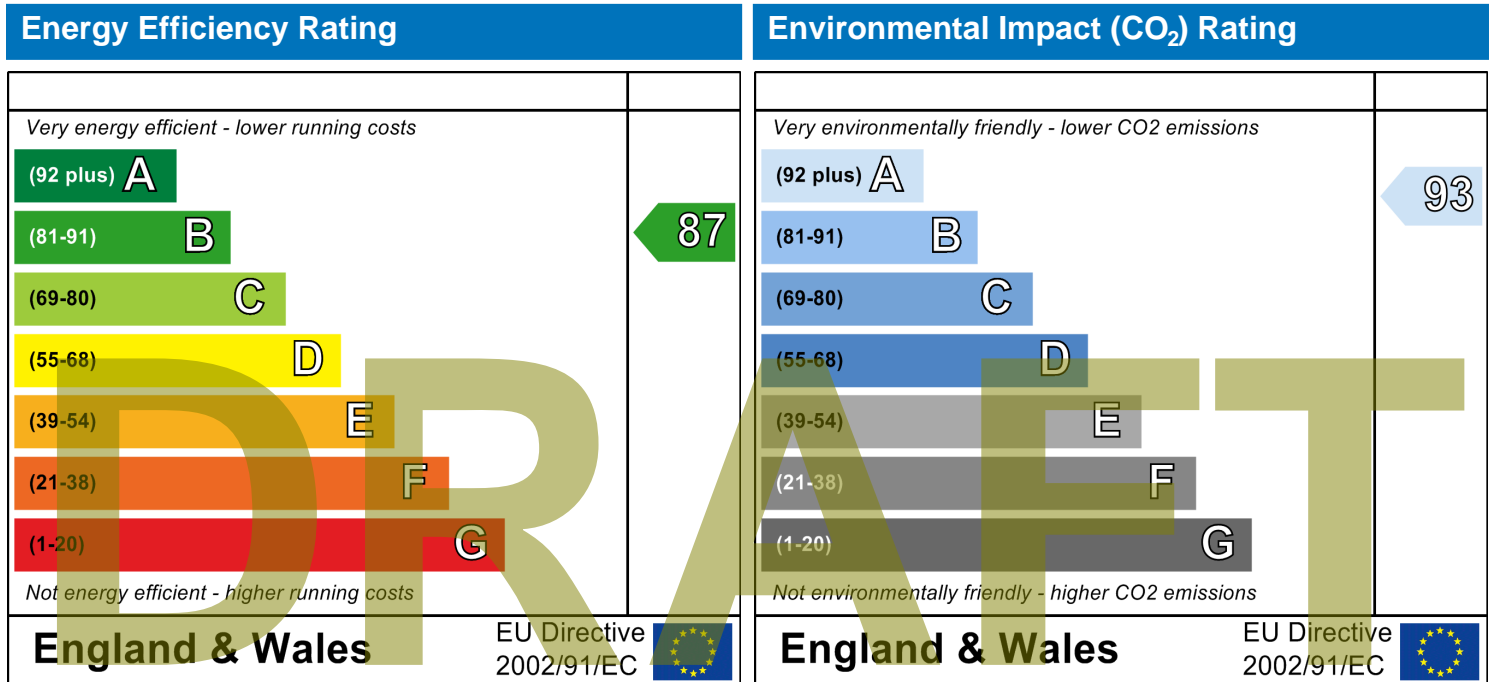 Energy Efficiency Rating
Very energy efficient - lower running costs
(92 plus) A
(81-91) B
87
(69-80) C
(55-68) D
(39-54) E
(21-38) F
(1-20) G
Not energy efficient - higher running costs
England & Wales
EU Directive
2002/91/EC
Environmental Impact (CO₂) Rating
Very environmentally friendly - lower CO2 emissions
(92 plus) A
93
(81-91) B
(69-80) C
(55-68) D
(39-54) E
(21-38) F
(1-20) G
Not environmentally friendly - higher CO2 emissions
England & Wales
EU Directive
2002/91/EC
DRAFT